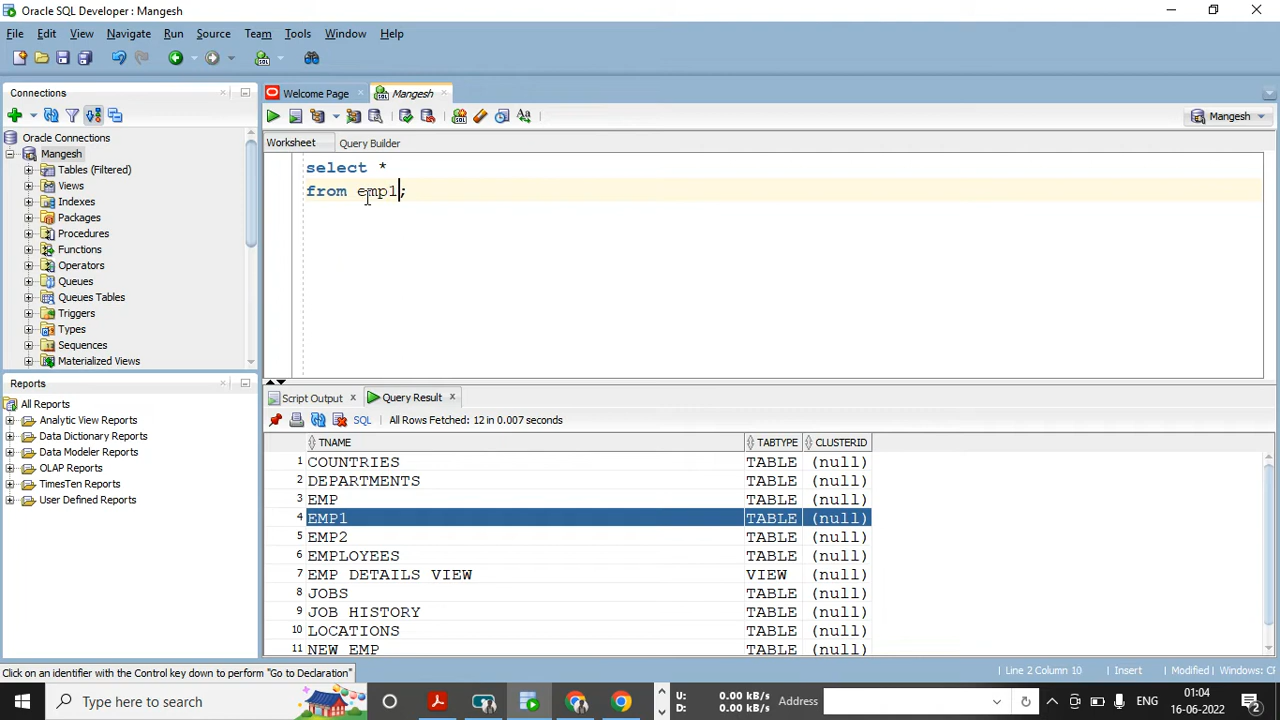 Oracle SQL Developer : Mangesh
File Edit View Navigate Run Source Team Tools Window Help
Connections
Oracle Connections
Mangesh
Tables (Filtered)
Views
Indexes
Packages
Procedures
Functions
Operators
Queues
Queues Tables
Triggers
Types
Sequences
Materialized Views
Reports
All Reports
Analytic View Reports
Data Dictionary Reports
Data Modeler Reports
OLAP Reports
TimesTen Reports
User Defined Reports
Welcome Page Mangesh
Mangesh
Worksheet Query Builder
select *
from emp1;
Script Output Query Result
SQL All Rows Fetched: 12 in 0.007 seconds
TNAME TABTYPE CLUSTERID
1 COUNTRIES TABLE (null)
2 DEPARTMENTS TABLE (null)
3 EMP TABLE (null)
4 EMP1 TABLE (null)
5 EMP2 TABLE (null)
6 EMPLOYEES TABLE (null)
7 EMP DETAILS VIEW VIEW (null)
8 JOBS TABLE (null)
9 JOB HISTORY TABLE (null)
10 LOCATIONS TABLE (null)
11 NEW EMP TABLE (null)
Click on an identifier with the Control key down to perform "Go to Declaration"
Line 2 Column 10 Insert Modified Windows: CF
Type here to search
U: 0.00 kB/s
D: 0.00 kB/s
Address
ENG
01:04
16-06-2022
2